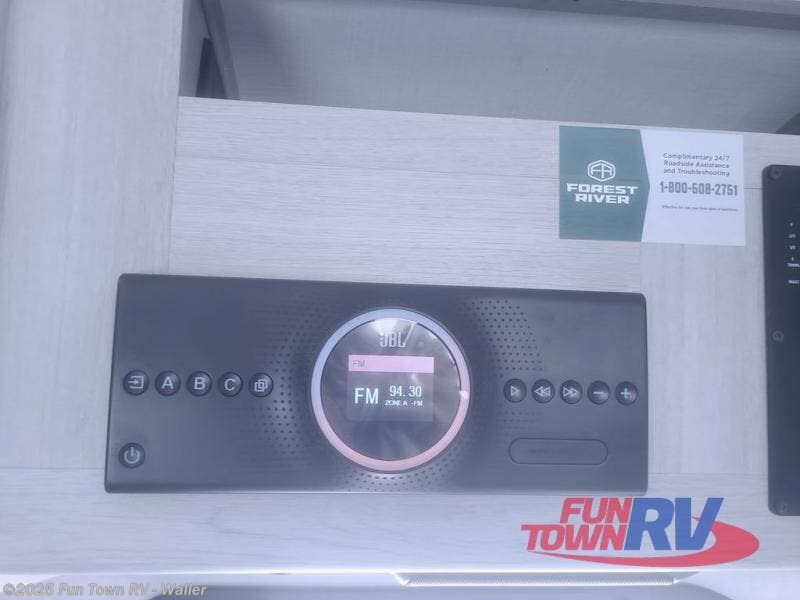 Complimentary 24/7
Roadside Assistance
and Troubleshooting
1-800-608-2751
FR
FOREST
RIVER
JBL
FM
FM 94.30
ZONE A -FM
A B C
FUN
TOWN RV
©2025 Fun Town RV - Waller